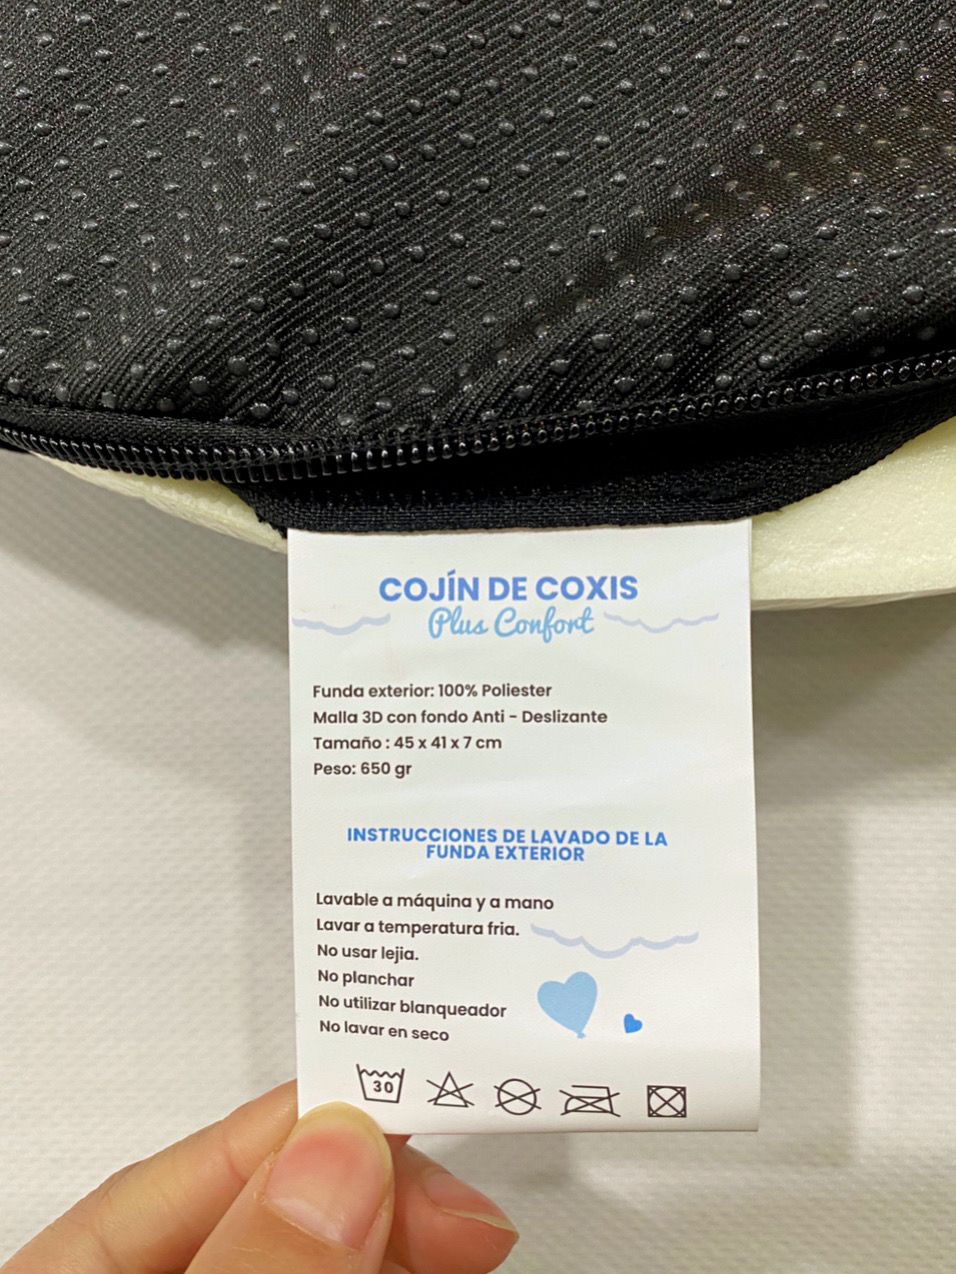 COJÍN DE COXIS
Plus Confort
Funda exterior: 100% Poliester
Malla 3D con fondo Anti - Deslizante
Tamaño : 45 x 41 x 7 cm
Peso: 650 gr
INSTRUCCIONES DE LAVADO DE LA
FUNDA EXTERIOR
Lavable a máquina y a mano
Lavar a temperatura fria.
No usar lejia.
No planchar
No utilizar blanqueador
No lavar en seco
30